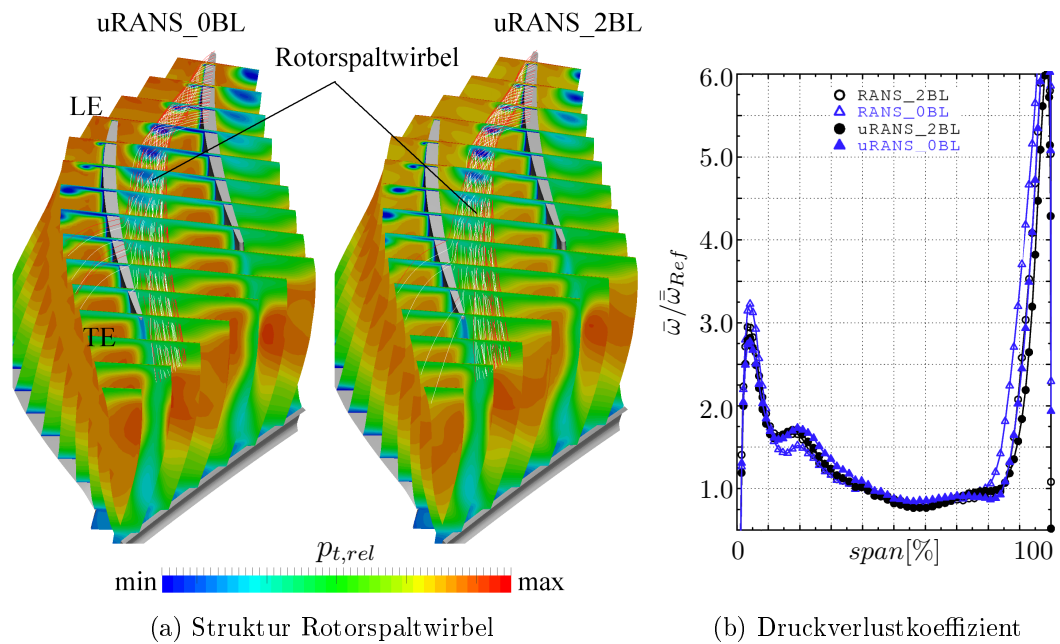 uRANS_0BL
uRANS_2BL
Rotorspaltwirbel
LE
TE
p_{t,rel}
min
max
(a) Struktur Rotorspaltwirbel
6.0
5.0
4.0
3.0
2.0
1.0
ω̄/ω̿_{Ref}
RANS_2BL
RANS_0BL
uRANS_2BL
uRANS_0BL
0
span[%]
100
(b) Druckverlustkoeffizient